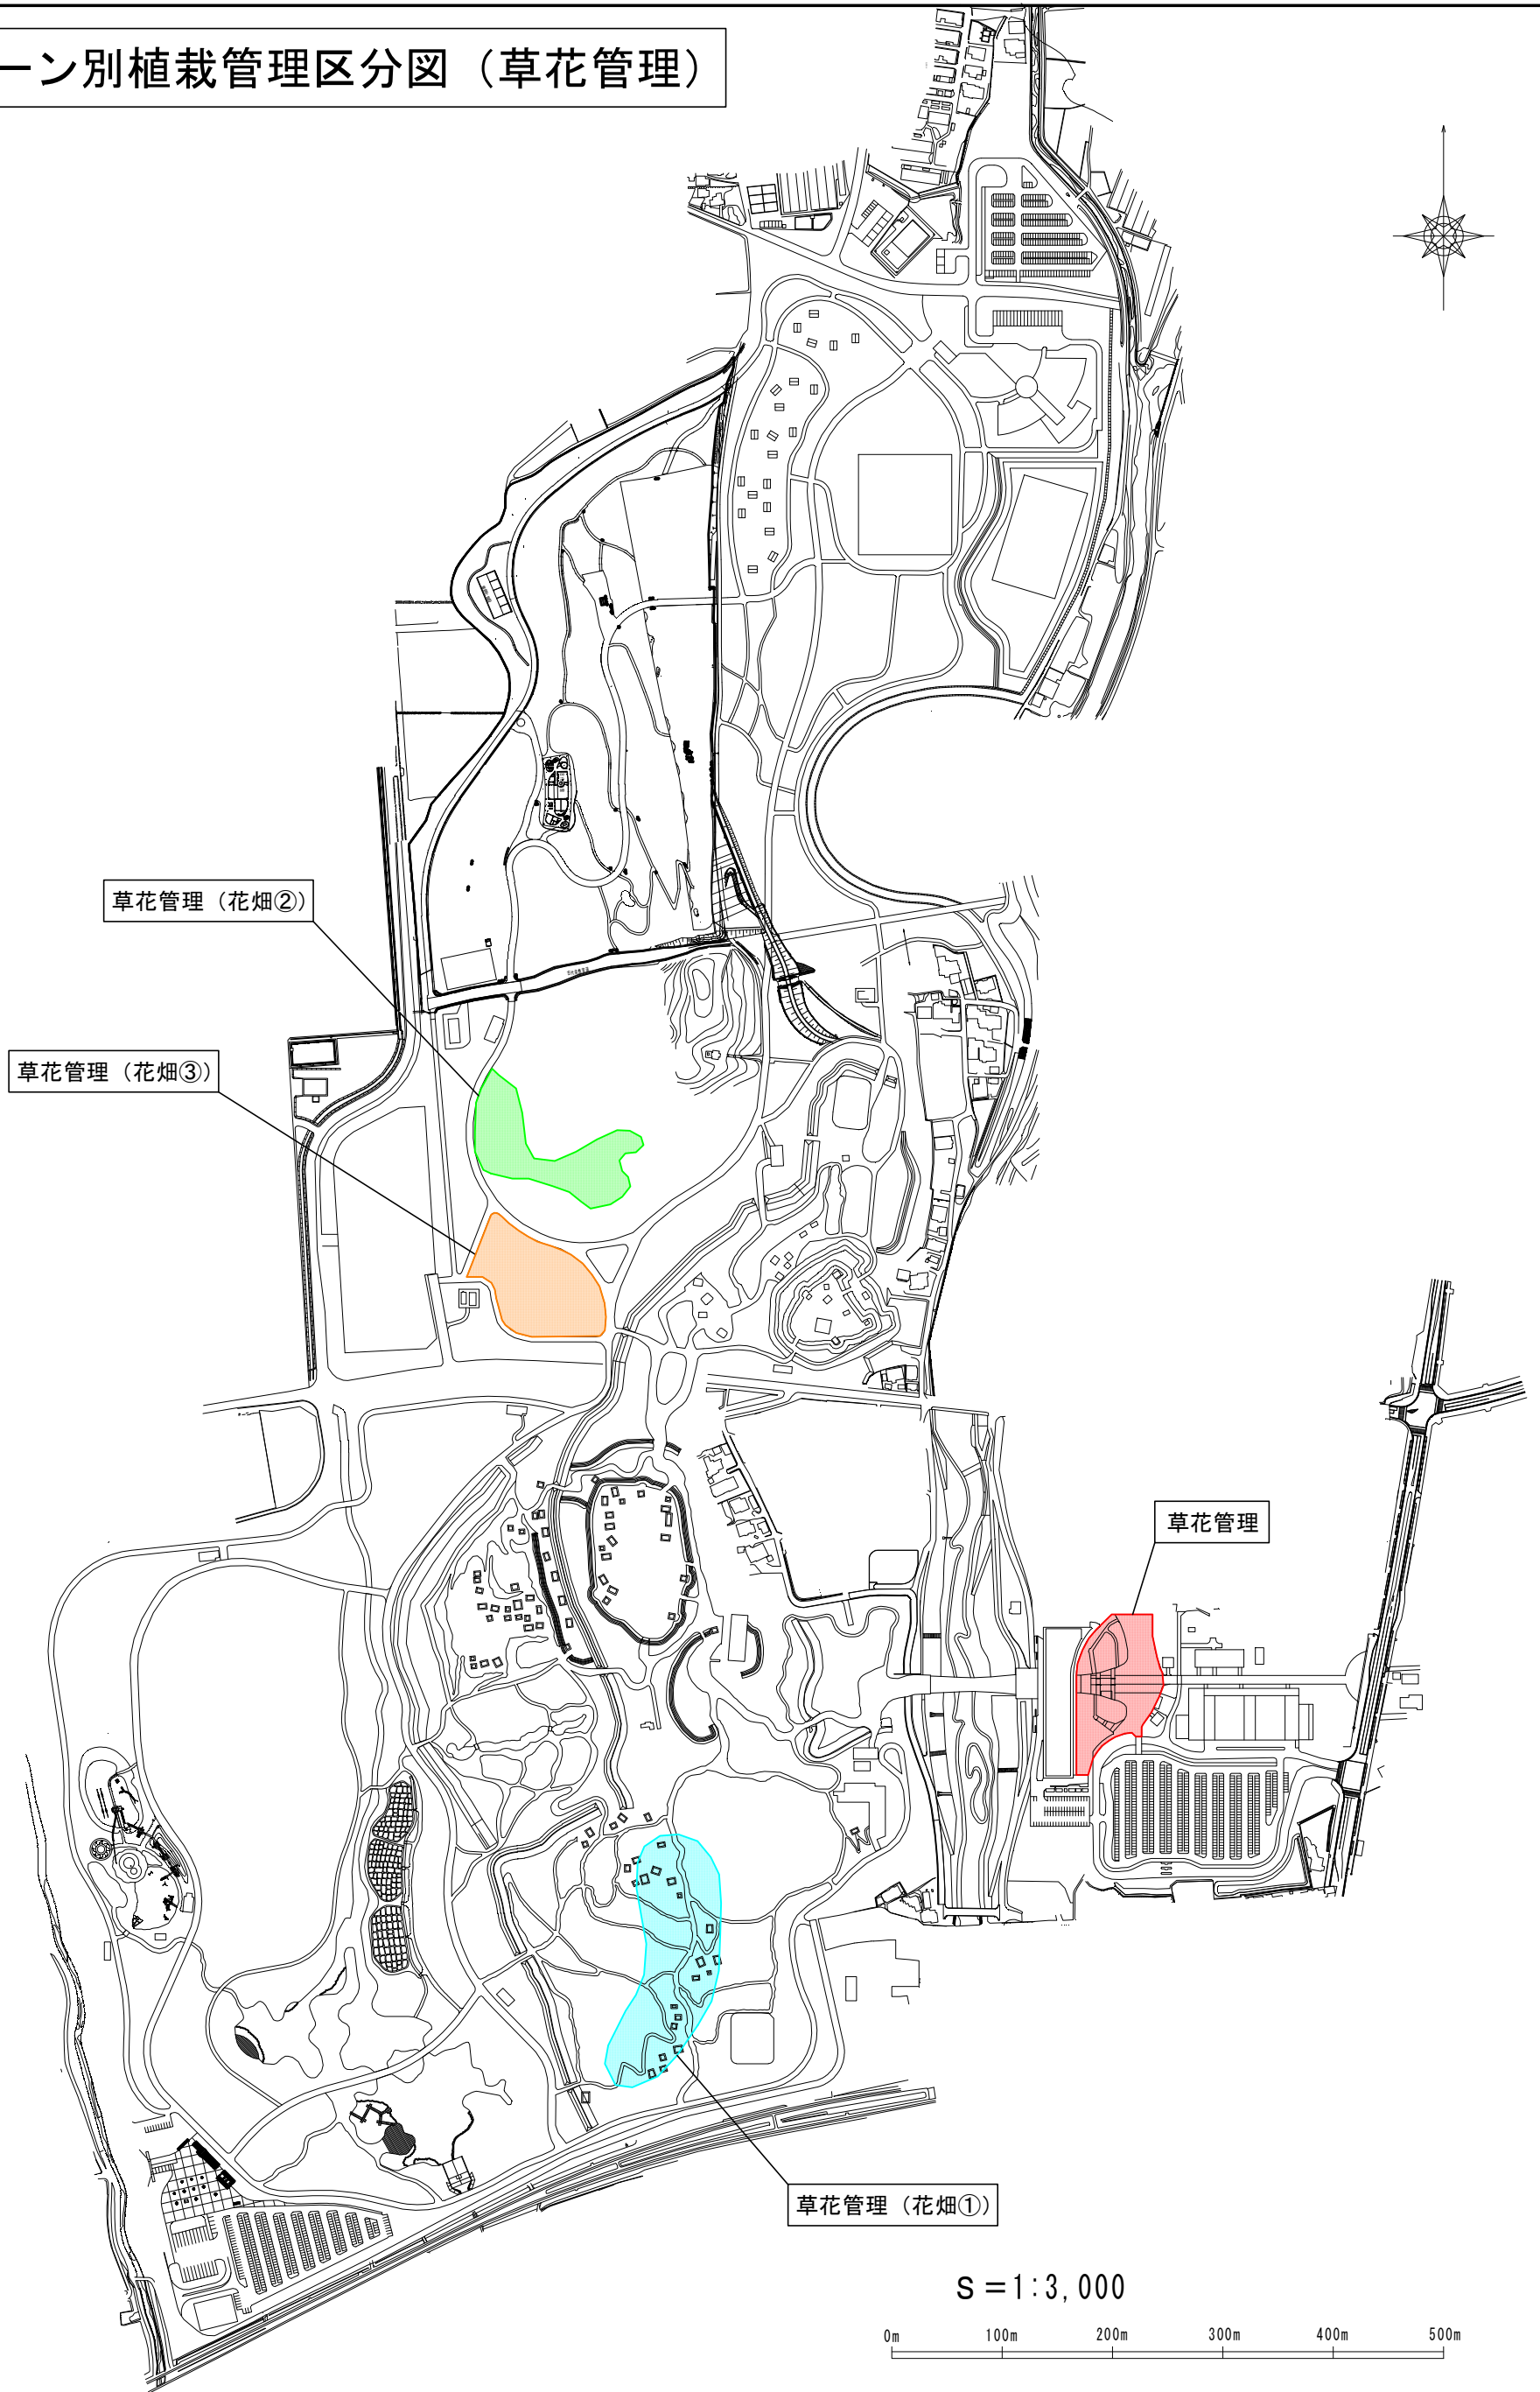 ーン別植栽管理区分図（草花管理）
草花管理（花畑②）
草花管理（花畑③）
草花管理
草花管理（花畑①）
S＝1:3,000
0m 100m 200m 300m 400m 500m